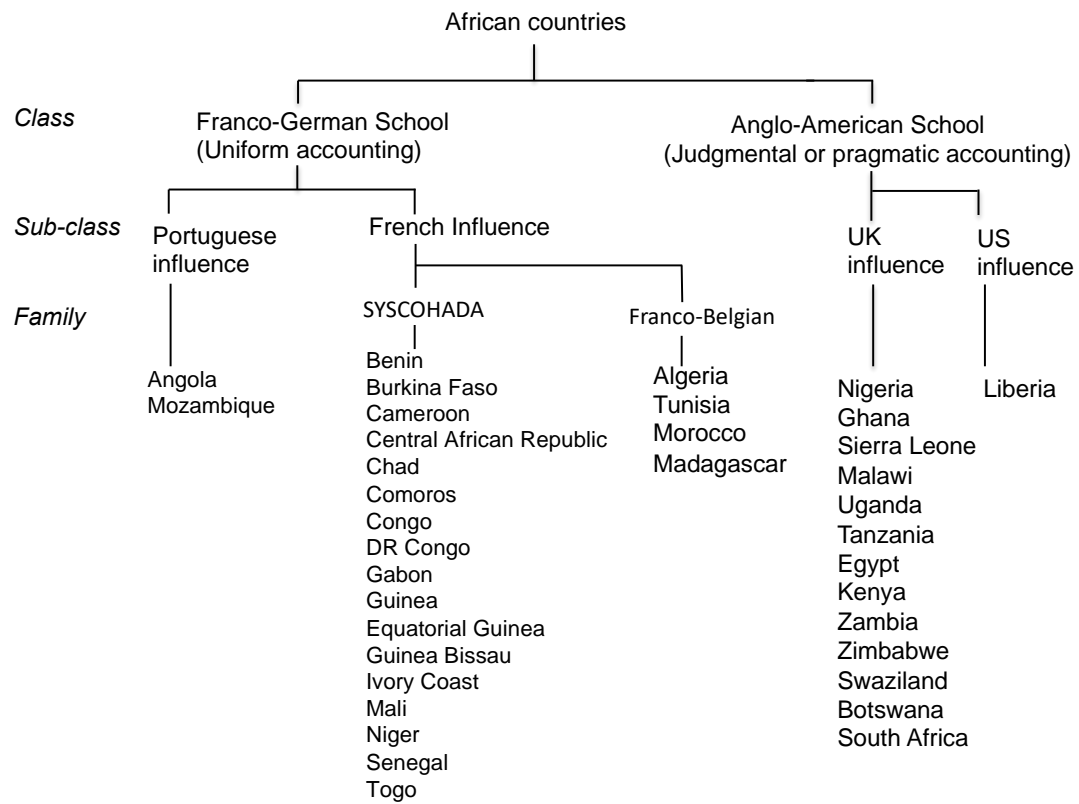 African countries
Class
Franco-German School
(Uniform accounting)
Anglo-American School
(Judgmental or pragmatic accounting)
Sub-class
Portuguese
influence
French Influence
UK
influence
US
influence
Family
SYSCOHADA
Franco-Belgian
Angola
Mozambique
Benin
Burkina Faso
Cameroon
Central African Republic
Chad
Comoros
Congo
DR Congo
Gabon
Guinea
Equatorial Guinea
Guinea Bissau
Ivory Coast
Mali
Niger
Senegal
Togo
Algeria
Tunisia
Morocco
Madagascar
Nigeria
Ghana
Sierra Leone
Malawi
Uganda
Tanzania
Egypt
Kenya
Zambia
Zimbabwe
Swaziland
Botswana
South Africa
Liberia